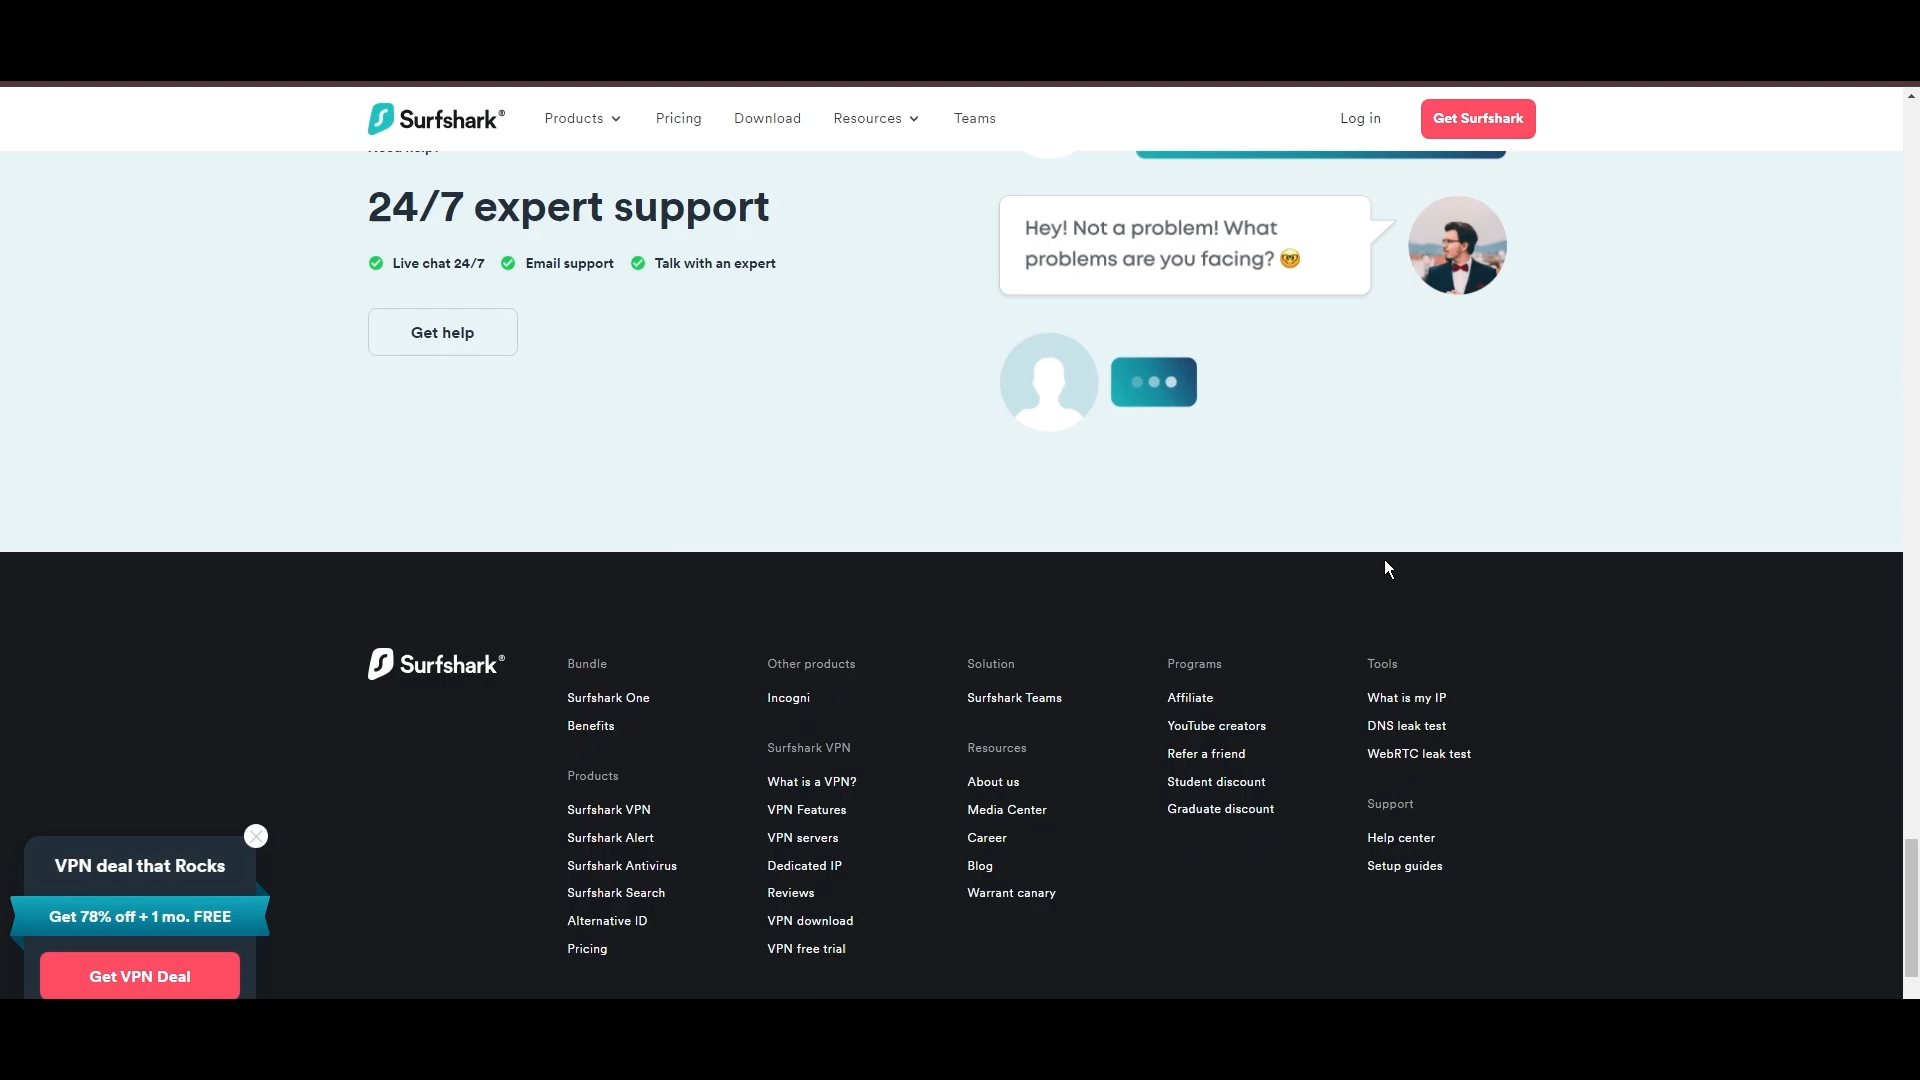 Surfshark®
Products
Pricing
Download
Resources
Teams
Log in
Get Surfshark
24/7 expert support
Live chat 24/7
Email support
Talk with an expert
Get help
Hey! Not a problem! What
problems are you facing? 🤓
Surfshark®
Bundle
Surfshark One
Benefits
Products
Surfshark VPN
Surfshark Alert
Surfshark Antivirus
Surfshark Search
Alternative ID
Pricing
Other products
Incogni
Surfshark VPN
What is a VPN?
VPN Features
VPN servers
Dedicated IP
Reviews
VPN download
VPN free trial
Solution
Surfshark Teams
Resources
About us
Media Center
Career
Blog
Warrant canary
Programs
Affiliate
YouTube creators
Refer a friend
Student discount
Graduate discount
Tools
What is my IP
DNS leak test
WebRTC leak test
Support
Help center
Setup guides
VPN deal that Rocks
Get 78% off + 1 mo. FREE
Get VPN Deal